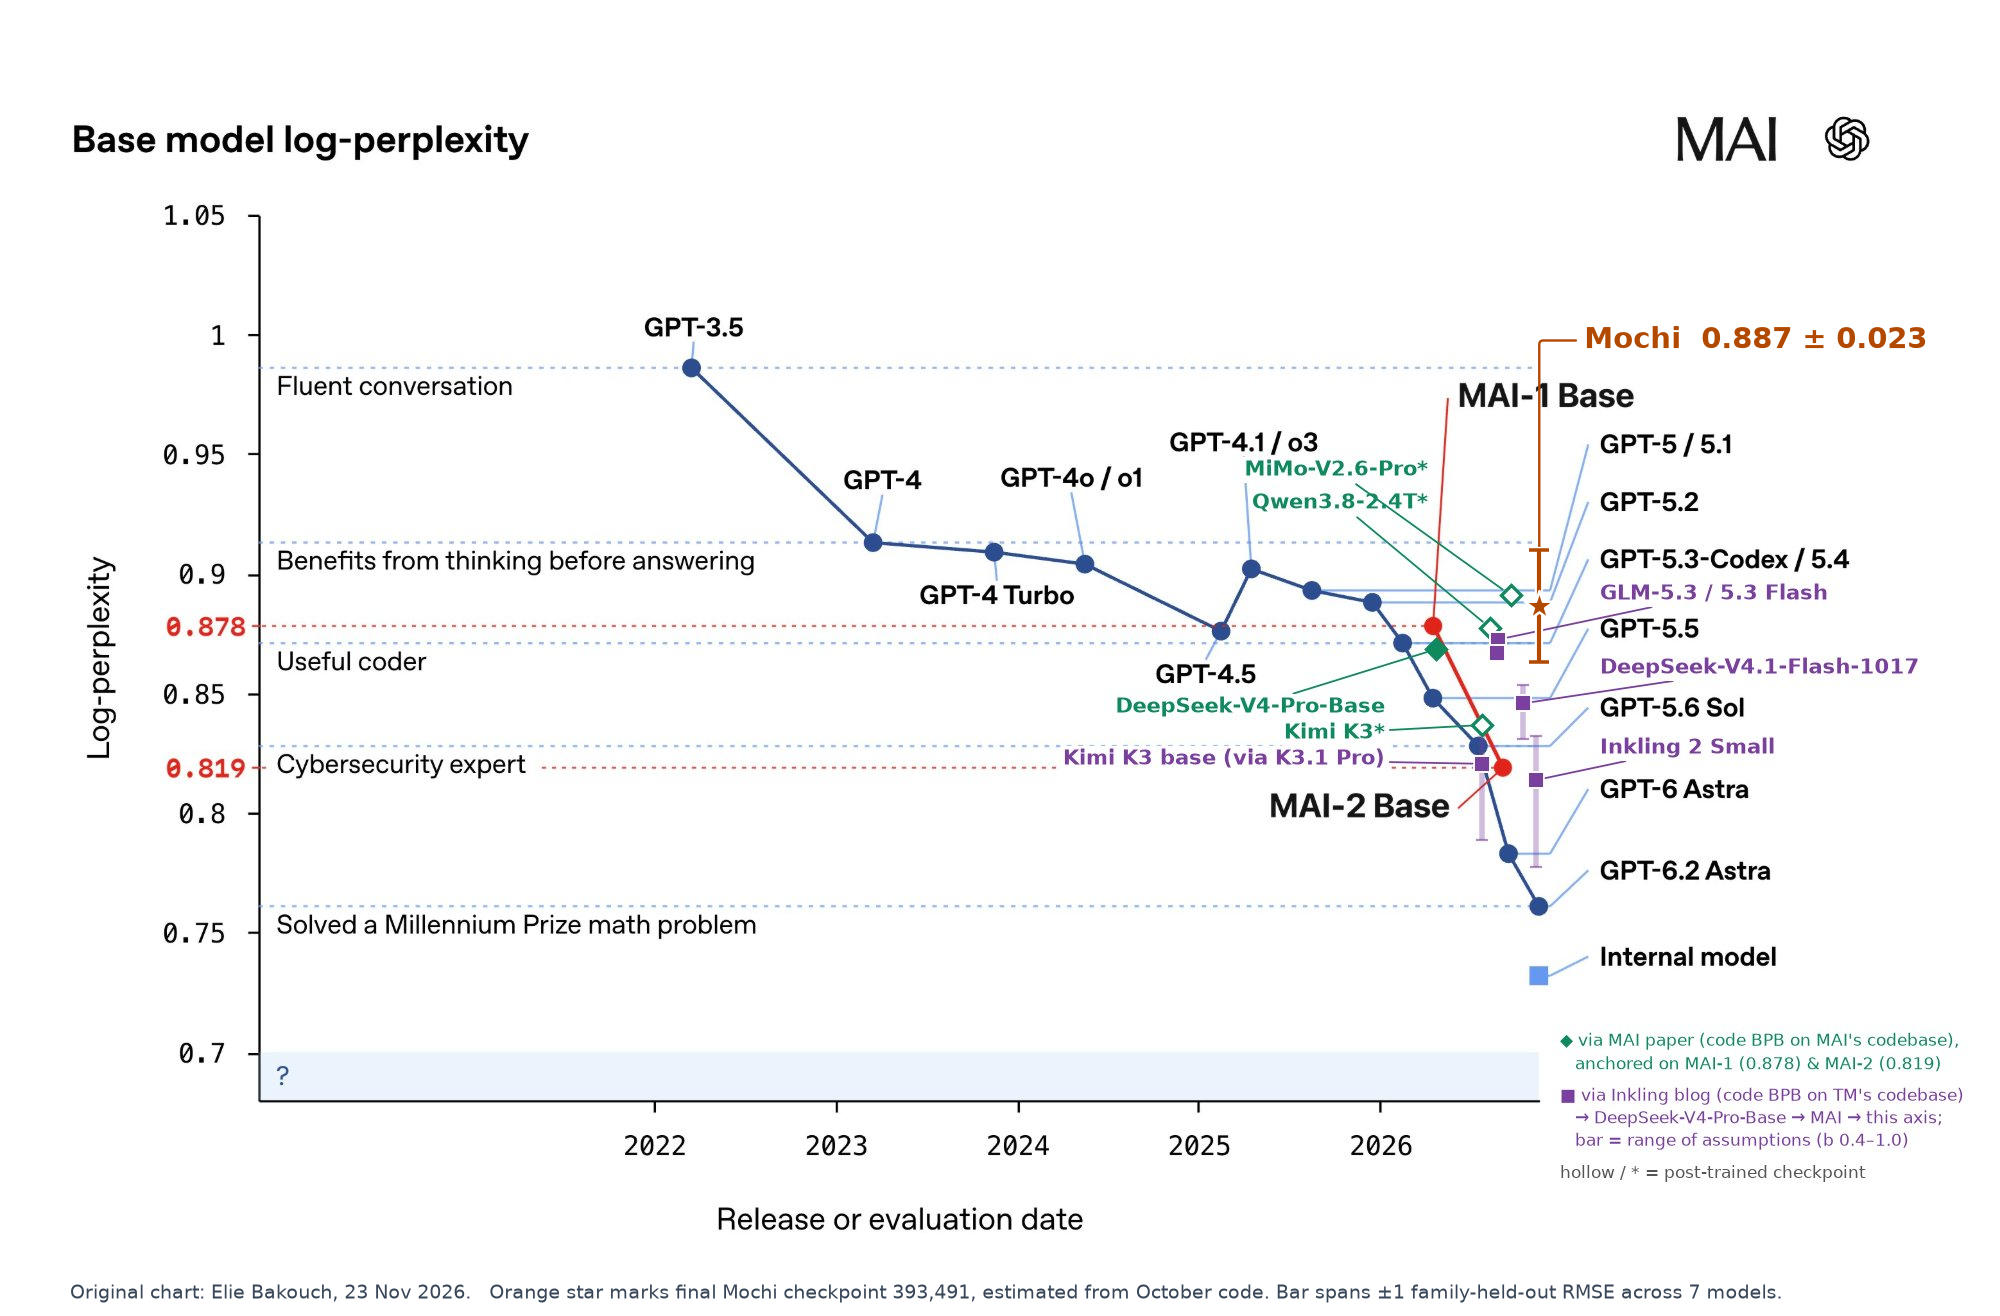 Base model log-perplexity
MAI
1.05
1
0.95
0.9
0.878
0.85
0.819
0.8
0.75
0.7
Log-perplexity
GPT-3.5
Fluent conversation
Mochi 0.887 ± 0.023
MAI-1 Base
GPT-4.1 / o3
GPT-5 / 5.1
MiMo-V2.6-Pro*
GPT-4
GPT-4o / o1
Qwen3.8-2.4T*
GPT-5.2
Benefits from thinking before answering
GPT-5.3-Codex / 5.4
GPT-4 Turbo
GLM-5.3 / 5.3 Flash
GPT-5.5
Useful coder
GPT-4.5
DeepSeek-V4.1-Flash-1017
DeepSeek-V4-Pro-Base
GPT-5.6 Sol
Kimi K3*
Inkling 2 Small
Kimi K3 base (via K3.1 Pro)
Cybersecurity expert
GPT-6 Astra
MAI-2 Base
GPT-6.2 Astra
Solved a Millennium Prize math problem
Internal model
?
via MAI paper (code BPB on MAI's codebase),
anchored on MAI-1 (0.878) & MAI-2 (0.819)
via Inkling blog (code BPB on TM's codebase)
→ DeepSeek-V4-Pro-Base → MAI → this axis;
bar = range of assumptions (b 0.4–1.0)
hollow / * = post-trained checkpoint
2022
2023
2024
2025
2026
Release or evaluation date
Original chart: Elie Bakouch, 23 Nov 2026. Orange star marks final Mochi checkpoint 393,491, estimated from October code. Bar spans ±1 family-held-out RMSE across 7 models.